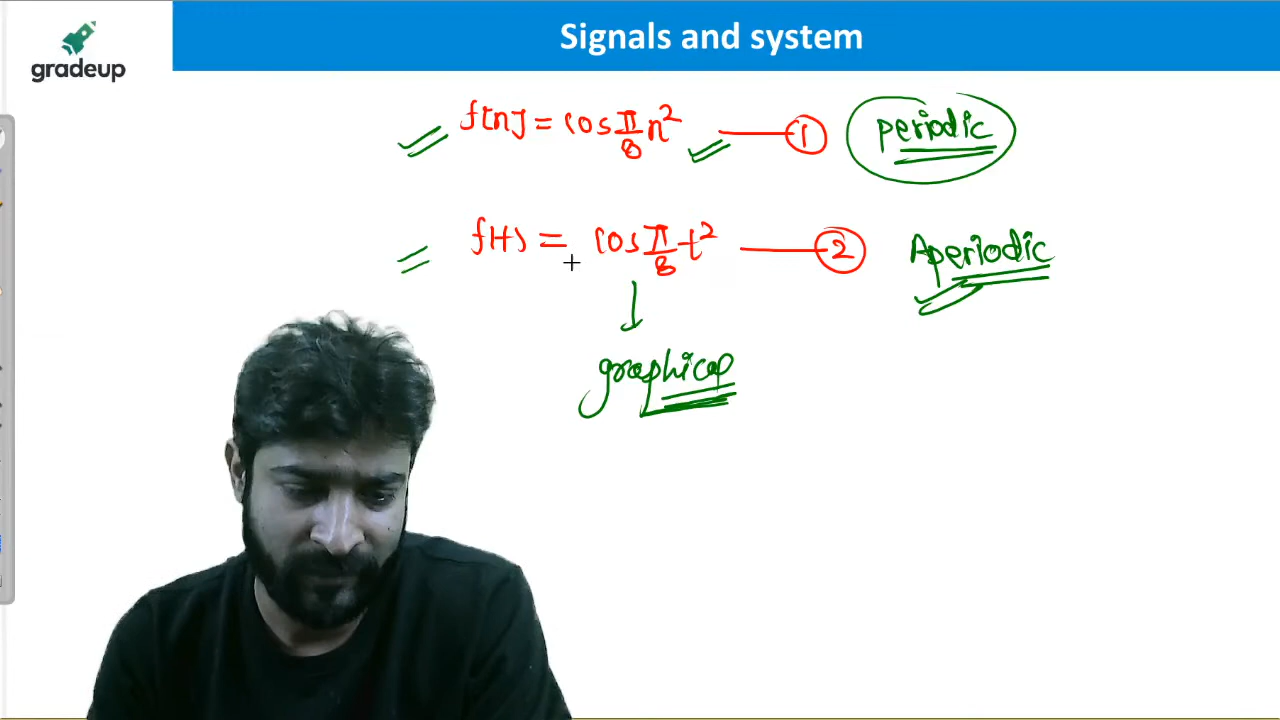 Signals and system
gradeup
f[n] = cos π/8 n² — ① periodic
f(t) = cos π/8 t² — ② Aperiodic
graphical